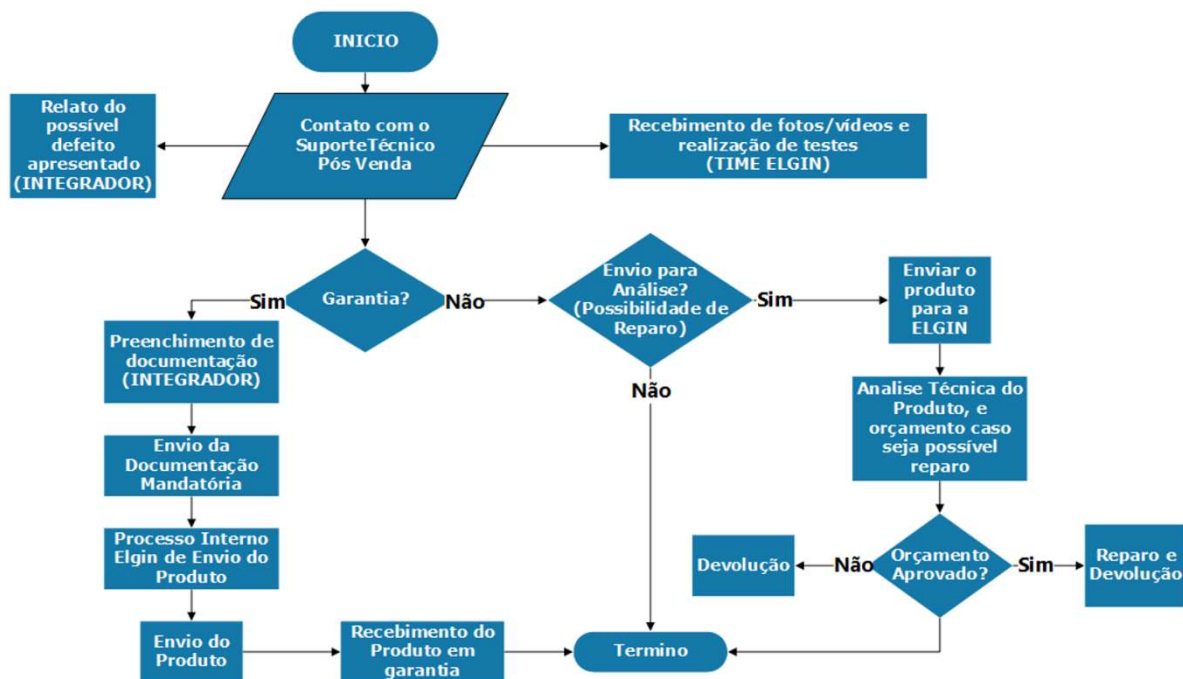 INICIO
Relato do
possível
defeito
apresentado
(INTEGRADOR)
Contato com o
SuporteTécnico
Pós Venda
Recebimento de fotos/vídeos e
realização de testes
(TIME ELGIN)
Garantia?
Sim
Não
Envio para
Análise?
(Possibilidade de
Reparo)
Sim
Não
Enviar o
produto
para a
ELGIN
Preenchimento de
documentação
(INTEGRADOR)
Analise Técnica do
Produto, e
orçamento caso
seja possível
reparo
Envio da
Documentação
Mandatória
Processo Interno
Elgin de Envio do
Produto
Devolução
Não
Orçamento
Aprovado?
Sim
Reparo e
Devolução
Envio do
Produto
Recebimento do
Produto em
garantia
Termino